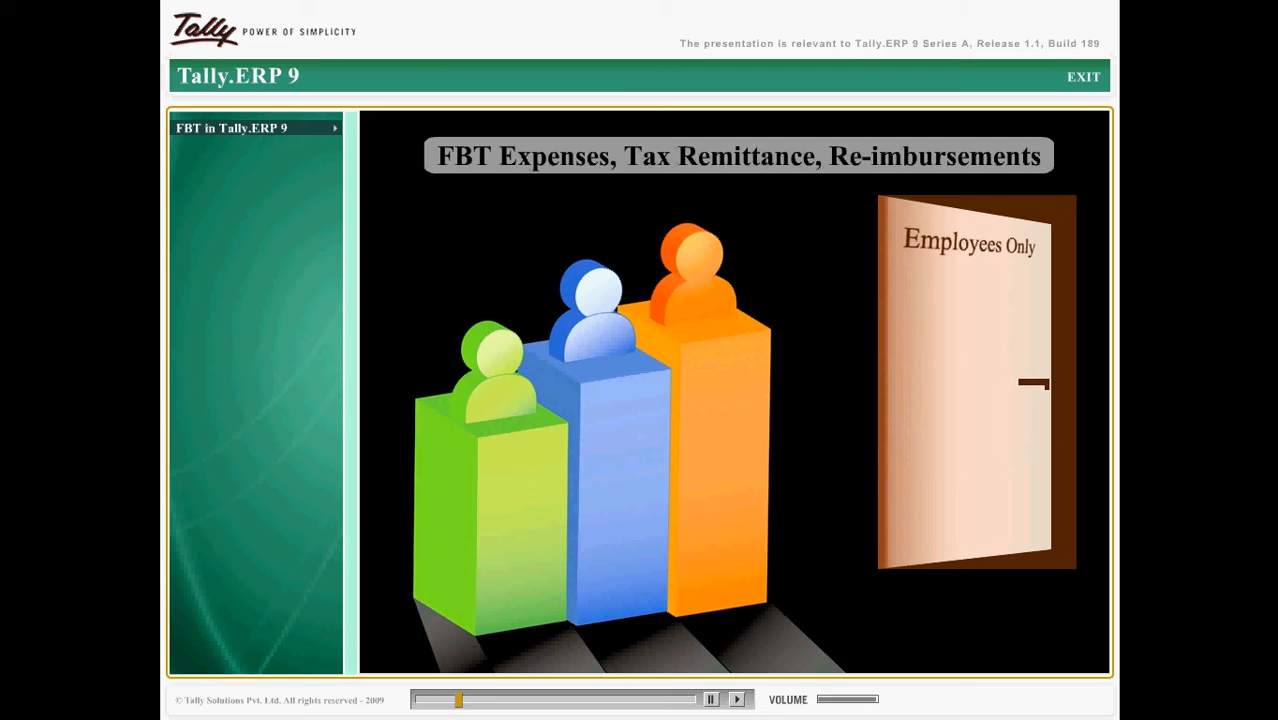 Tally POWER OF SIMPLICITY
The presentation is relevant to Tally.ERP 9 Series A, Release 1.1, Build 189
Tally.ERP 9
EXIT
FBT in Tally.ERP 9
FBT Expenses, Tax Remittance, Re-imbursements
Employees Only
© Tally Solutions Pvt. Ltd. All rights reserved - 2009
VOLUME